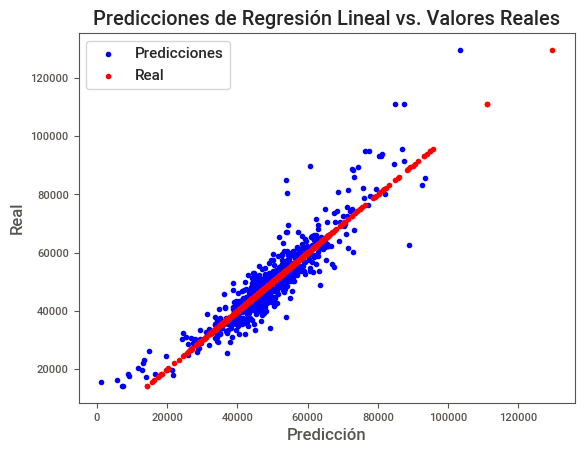 Predicciones de Regresión Lineal vs. Valores Reales
Predicciones
Real
120000
100000
80000
60000
40000
20000
Real
0 20000 40000 60000 80000 100000 120000
Predicción